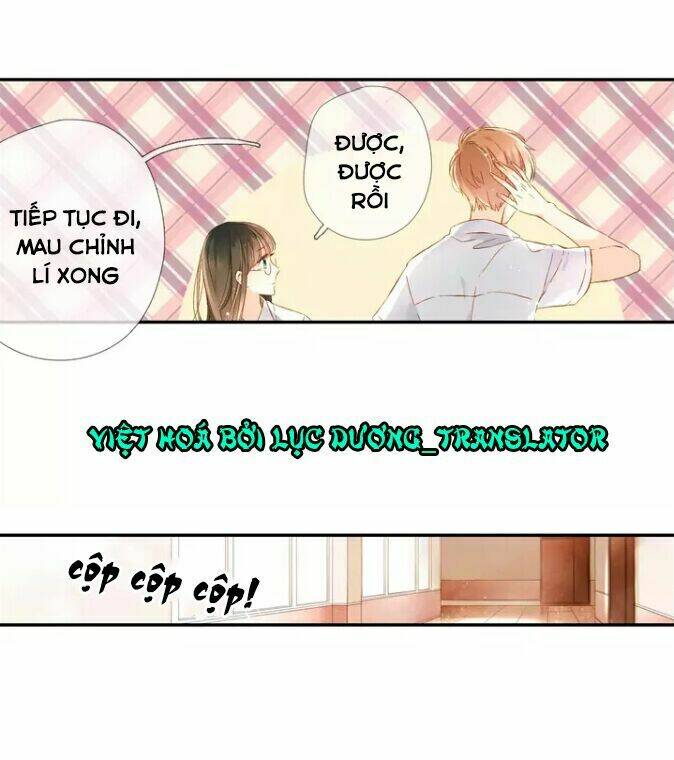 TIẾP TỤC ĐI,
MAU CHỈNH
LÍ XONG
ĐƯỢC,
ĐƯỢC
RỒI
VIỆT HOÁ BỞI LỤC DƯƠNG_TRANSLATOR
cộp cộp cộp!